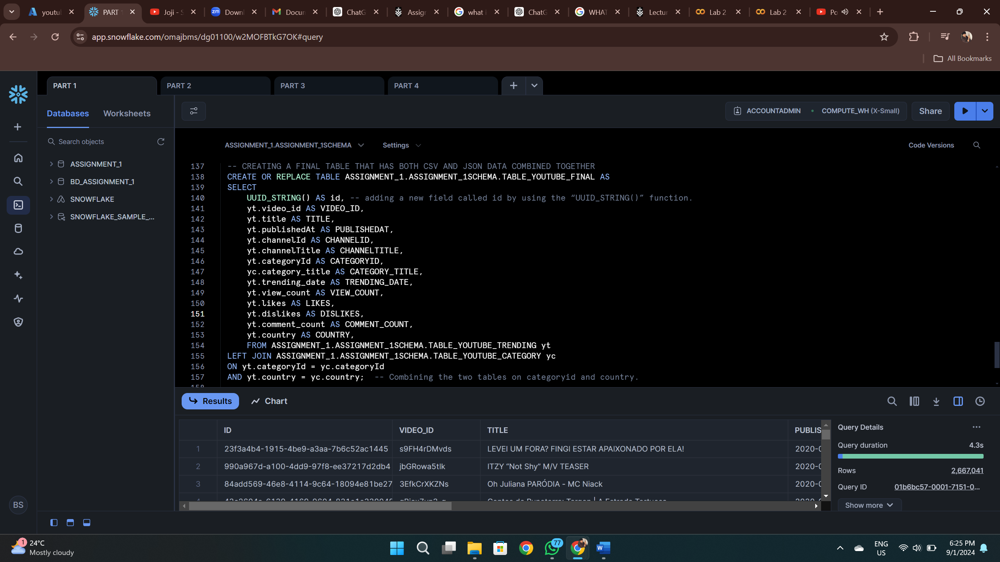 youtu
PART 1
Joji - S
zm
Downl
Docun
ChatG
Assign
what i
ChatG
WHAT
Lectur
Lab 2
Lab 2
Po
app.snowflake.com/omajbms/dg01100/w2MOFBTkG7OK#query
All Bookmarks
PART 1
PART 2
PART 3
PART 4
Databases
Worksheets
ACCOUNTADMIN
COMPUTE_WH (X-Small)
Share
Search objects
ASSIGNMENT_1
BD_ASSIGNMENT_1
SNOWFLAKE
SNOWFLAKE_SAMPLE_...
ASSIGNMENT_1.ASSIGNMENT_1SCHEMA
Settings
Code Versions
137 -- CREATING A FINAL TABLE THAT HAS BOTH CSV AND JSON DATA COMBINED TOGETHER
138 CREATE OR REPLACE TABLE ASSIGNMENT_1.ASSIGNMENT_1SCHEMA.TABLE_YOUTUBE_FINAL AS
139 SELECT
140 UUID_STRING() AS id, -- adding a new field called id by using the “UUID_STRING()” function.
141 yt.video_id AS VIDEO_ID,
142 yt.title AS TITLE,
143 yt.publishedAt AS PUBLISHEDAT,
144 yt.channelId AS CHANNELID,
145 yt.channelTitle AS CHANNELTITLE,
146 yt.categoryId AS CATEGORYID,
147 yc.category_title AS CATEGORY_TITLE,
148 yt.trending_date AS TRENDING_DATE,
149 yt.view_count AS VIEW_COUNT,
150 yt.likes AS LIKES,
151 yt.dislikes AS DISLIKES,
152 yt.comment_count AS COMMENT_COUNT,
153 yt.country AS COUNTRY,
154 FROM ASSIGNMENT_1.ASSIGNMENT_1SCHEMA.TABLE_YOUTUBE_TRENDING yt
155 LEFT JOIN ASSIGNMENT_1.ASSIGNMENT_1SCHEMA.TABLE_YOUTUBE_CATEGORY yc
156 ON yt.categoryId = yc.categoryId
157 AND yt.country = yc.country; -- Combining the two tables on categoryid and country.
158
Results
Chart
ID VIDEO_ID TITLE PUBLIS
1 23f3a4b4-1915-4be9-a3aa-7b6c52ac1445 s9FH4rDMvds LEVEI UM FORA? FINGI ESTAR APAIXONADO POR ELA! 2020-0
2 990a967d-a100-4dd9-97f8-ee37217d2db4 jbGRowa5tIk ITZY “Not Shy” M/V TEASER 2020-0
3 84add569-46e8-4114-9c64-18094e81be27 3EfkCrXKZNs Oh Juliana PARÓDIA - MC Niack 2020-0
Query Details
Query duration 4.3s
Rows 2,667,041
Query ID 01b6bc57-0001-7151-0...
Show more
BS
1
24°C
Mostly cloudy
77
ENG
US
6:25 PM
9/1/2024